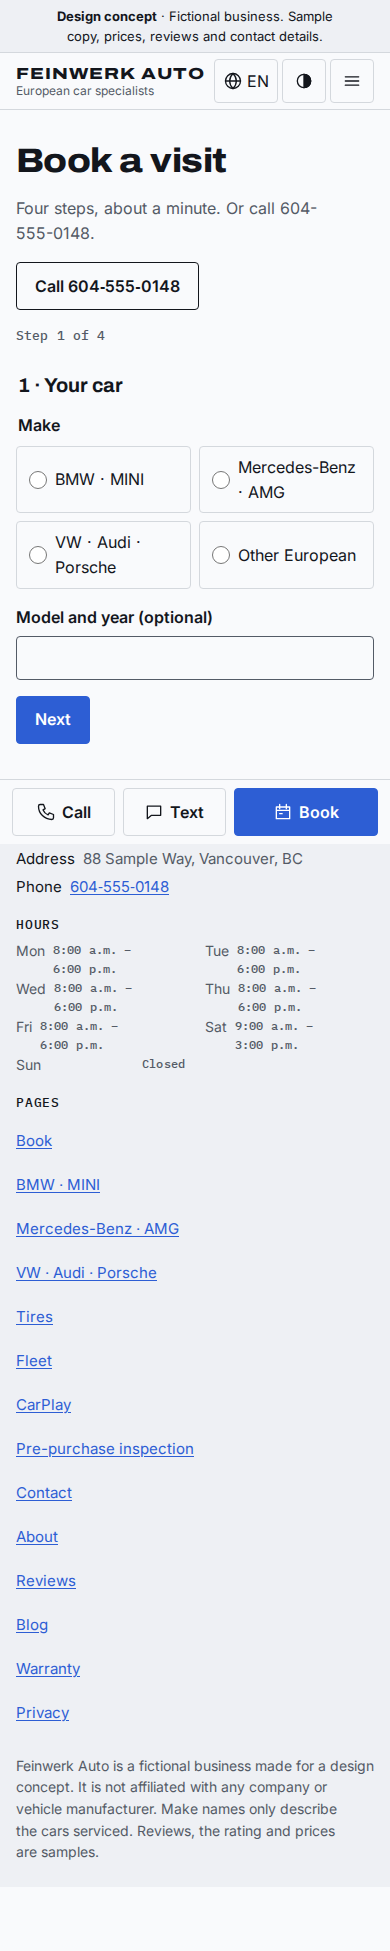 Design concept · Fictional business. Sample
copy, prices, reviews and contact details.
FEINWERK AUTO
European car specialists
EN
Book a visit
Four steps, about a minute. Or call 604-
555-0148.
Call 604-555-0148
Step 1 of 4
1 · Your car
Make
BMW · MINI
Mercedes-Benz
· AMG
VW · Audi ·
Porsche
Other European
Model and year (optional)
Next
Call
Text
Book
Address 88 Sample Way, Vancouver, BC
Phone 604-555-0148
HOURS
Mon 8:00 a.m. –
6:00 p.m.
Tue 8:00 a.m. –
6:00 p.m.
Wed 8:00 a.m. –
6:00 p.m.
Thu 8:00 a.m. –
6:00 p.m.
Fri 8:00 a.m. –
6:00 p.m.
Sat 9:00 a.m. –
3:00 p.m.
Sun Closed
PAGES
Book
BMW · MINI
Mercedes-Benz · AMG
VW · Audi · Porsche
Tires
Fleet
CarPlay
Pre-purchase inspection
Contact
About
Reviews
Blog
Warranty
Privacy
Feinwerk Auto is a fictional business made for a design
concept. It is not affiliated with any company or
vehicle manufacturer. Make names only describe
the cars serviced. Reviews, the rating and prices
are samples.